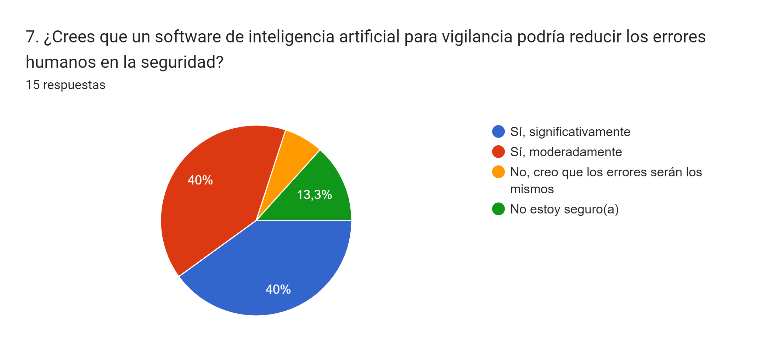 7. ¿Crees que un software de inteligencia artificial para vigilancia podría reducir los errores
humanos en la seguridad?
15 respuestas
40%
13,3%
40%
Sí, significativamente
Sí, moderadamente
No, creo que los errores serán los
mismos
No estoy seguro(a)